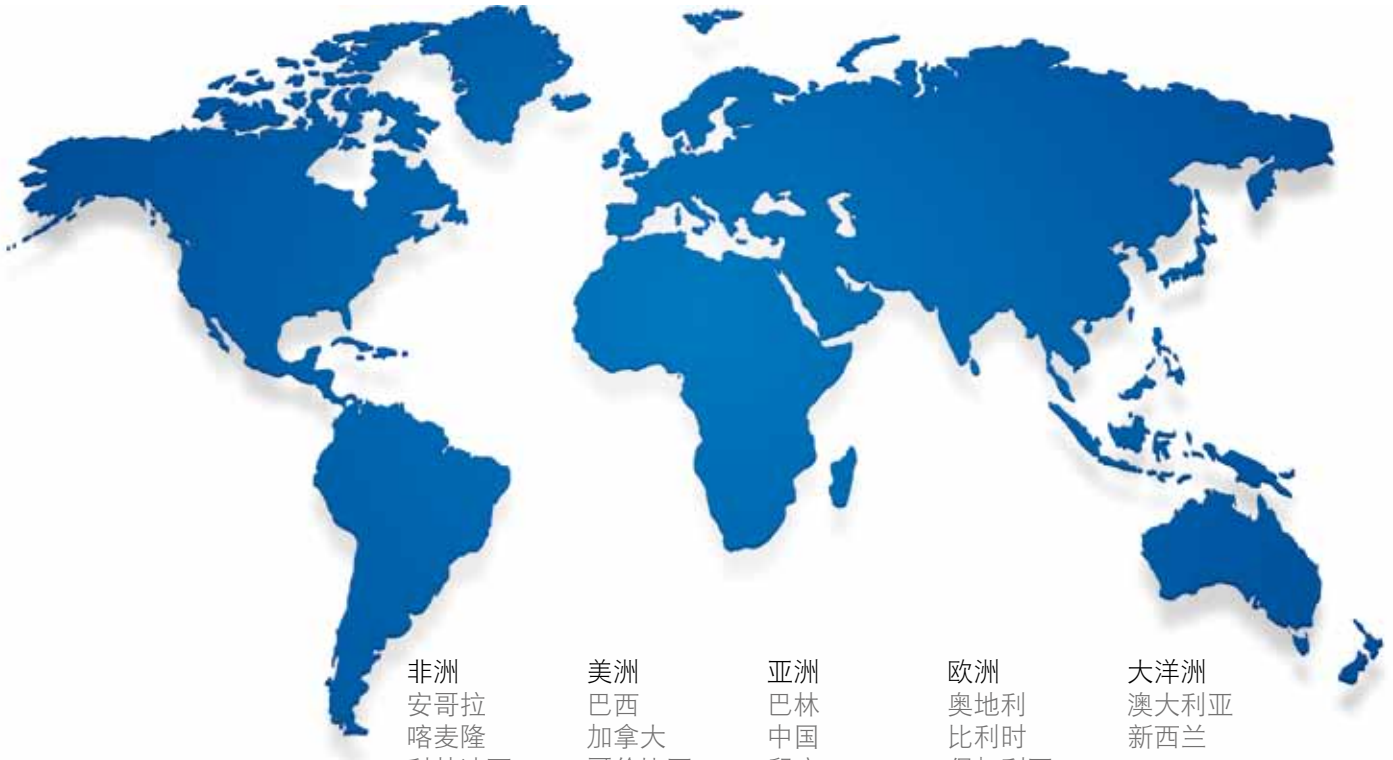 非洲 美洲 亚洲 欧洲 大洋洲
安哥拉 巴西 巴林 奥地利 澳大利亚
喀麦隆 加拿大 中国 比利时 新西兰